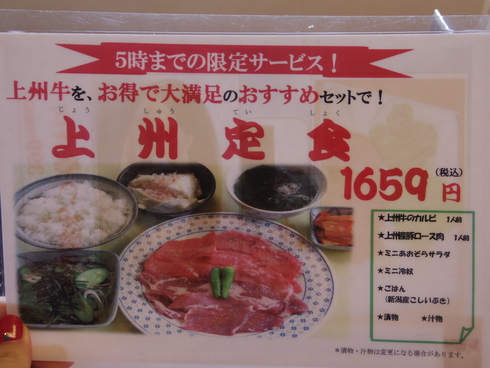 5時までの限定サービス!
上州牛を、お得で大満足のおすすめセットで!
じょう しゅう てい しょく
上州定食
1659円
(税込)
★上州牛のカルビ 1人前
★上州産豚ロース肉 1人前
★ミニあおぞらサラダ
★ミニ冷奴
★ごはん
(新潟産こしいぶき)
★漬物 ★汁物
*漬物・汁物は変更になる場合があります。